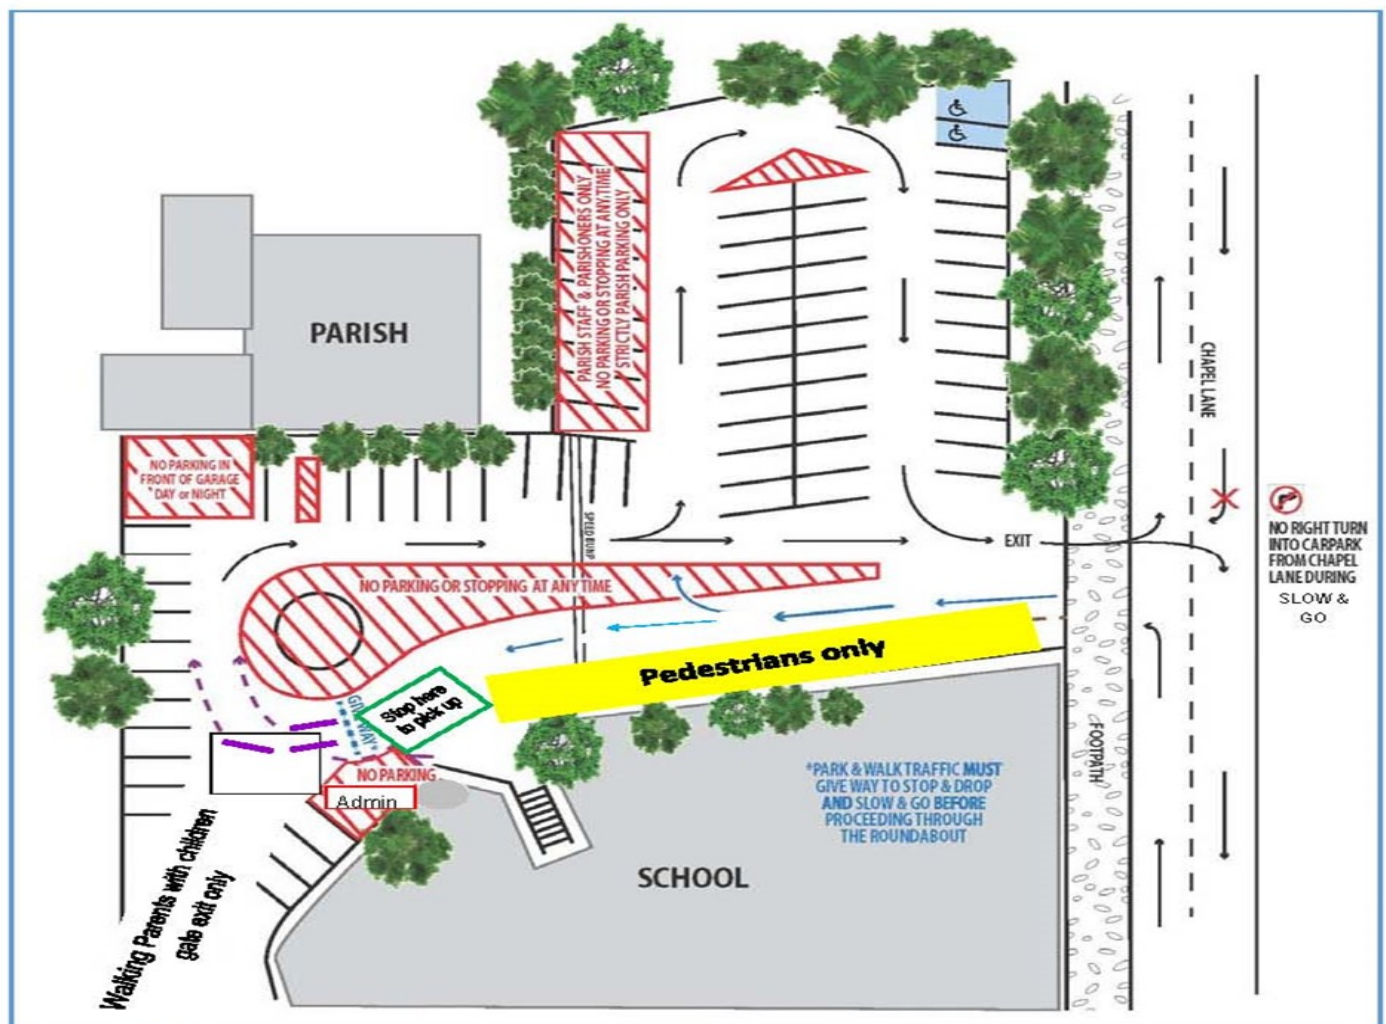 PARISH STAFF & PARISHONERS ONLY
NO PARKING OR STOPPING AT ANY TIME
STRICTLY PARISH PARKING ONLY
PARISH
CHAPEL LANE
NO PARKING IN
FRONT OF GARAGE
DAY or NIGHT
SPEED BUMP
EXIT
NO RIGHT TURN
INTO CARPARK
FROM CHAPEL
LANE DURING
SLOW &
GO
NO PARKING OR STOPPING AT ANY TIME
Pedestrians only
Stop here
to pick up
GIVE WAY*
NO PARKING
Admin
FOOTPATH
*PARK & WALK TRAFFIC MUST
GIVE WAY TO STOP & DROP
AND SLOW & GO BEFORE
PROCEEDING THROUGH
THE ROUNDABOUT
SCHOOL
Walking Parents with children
gate exit only